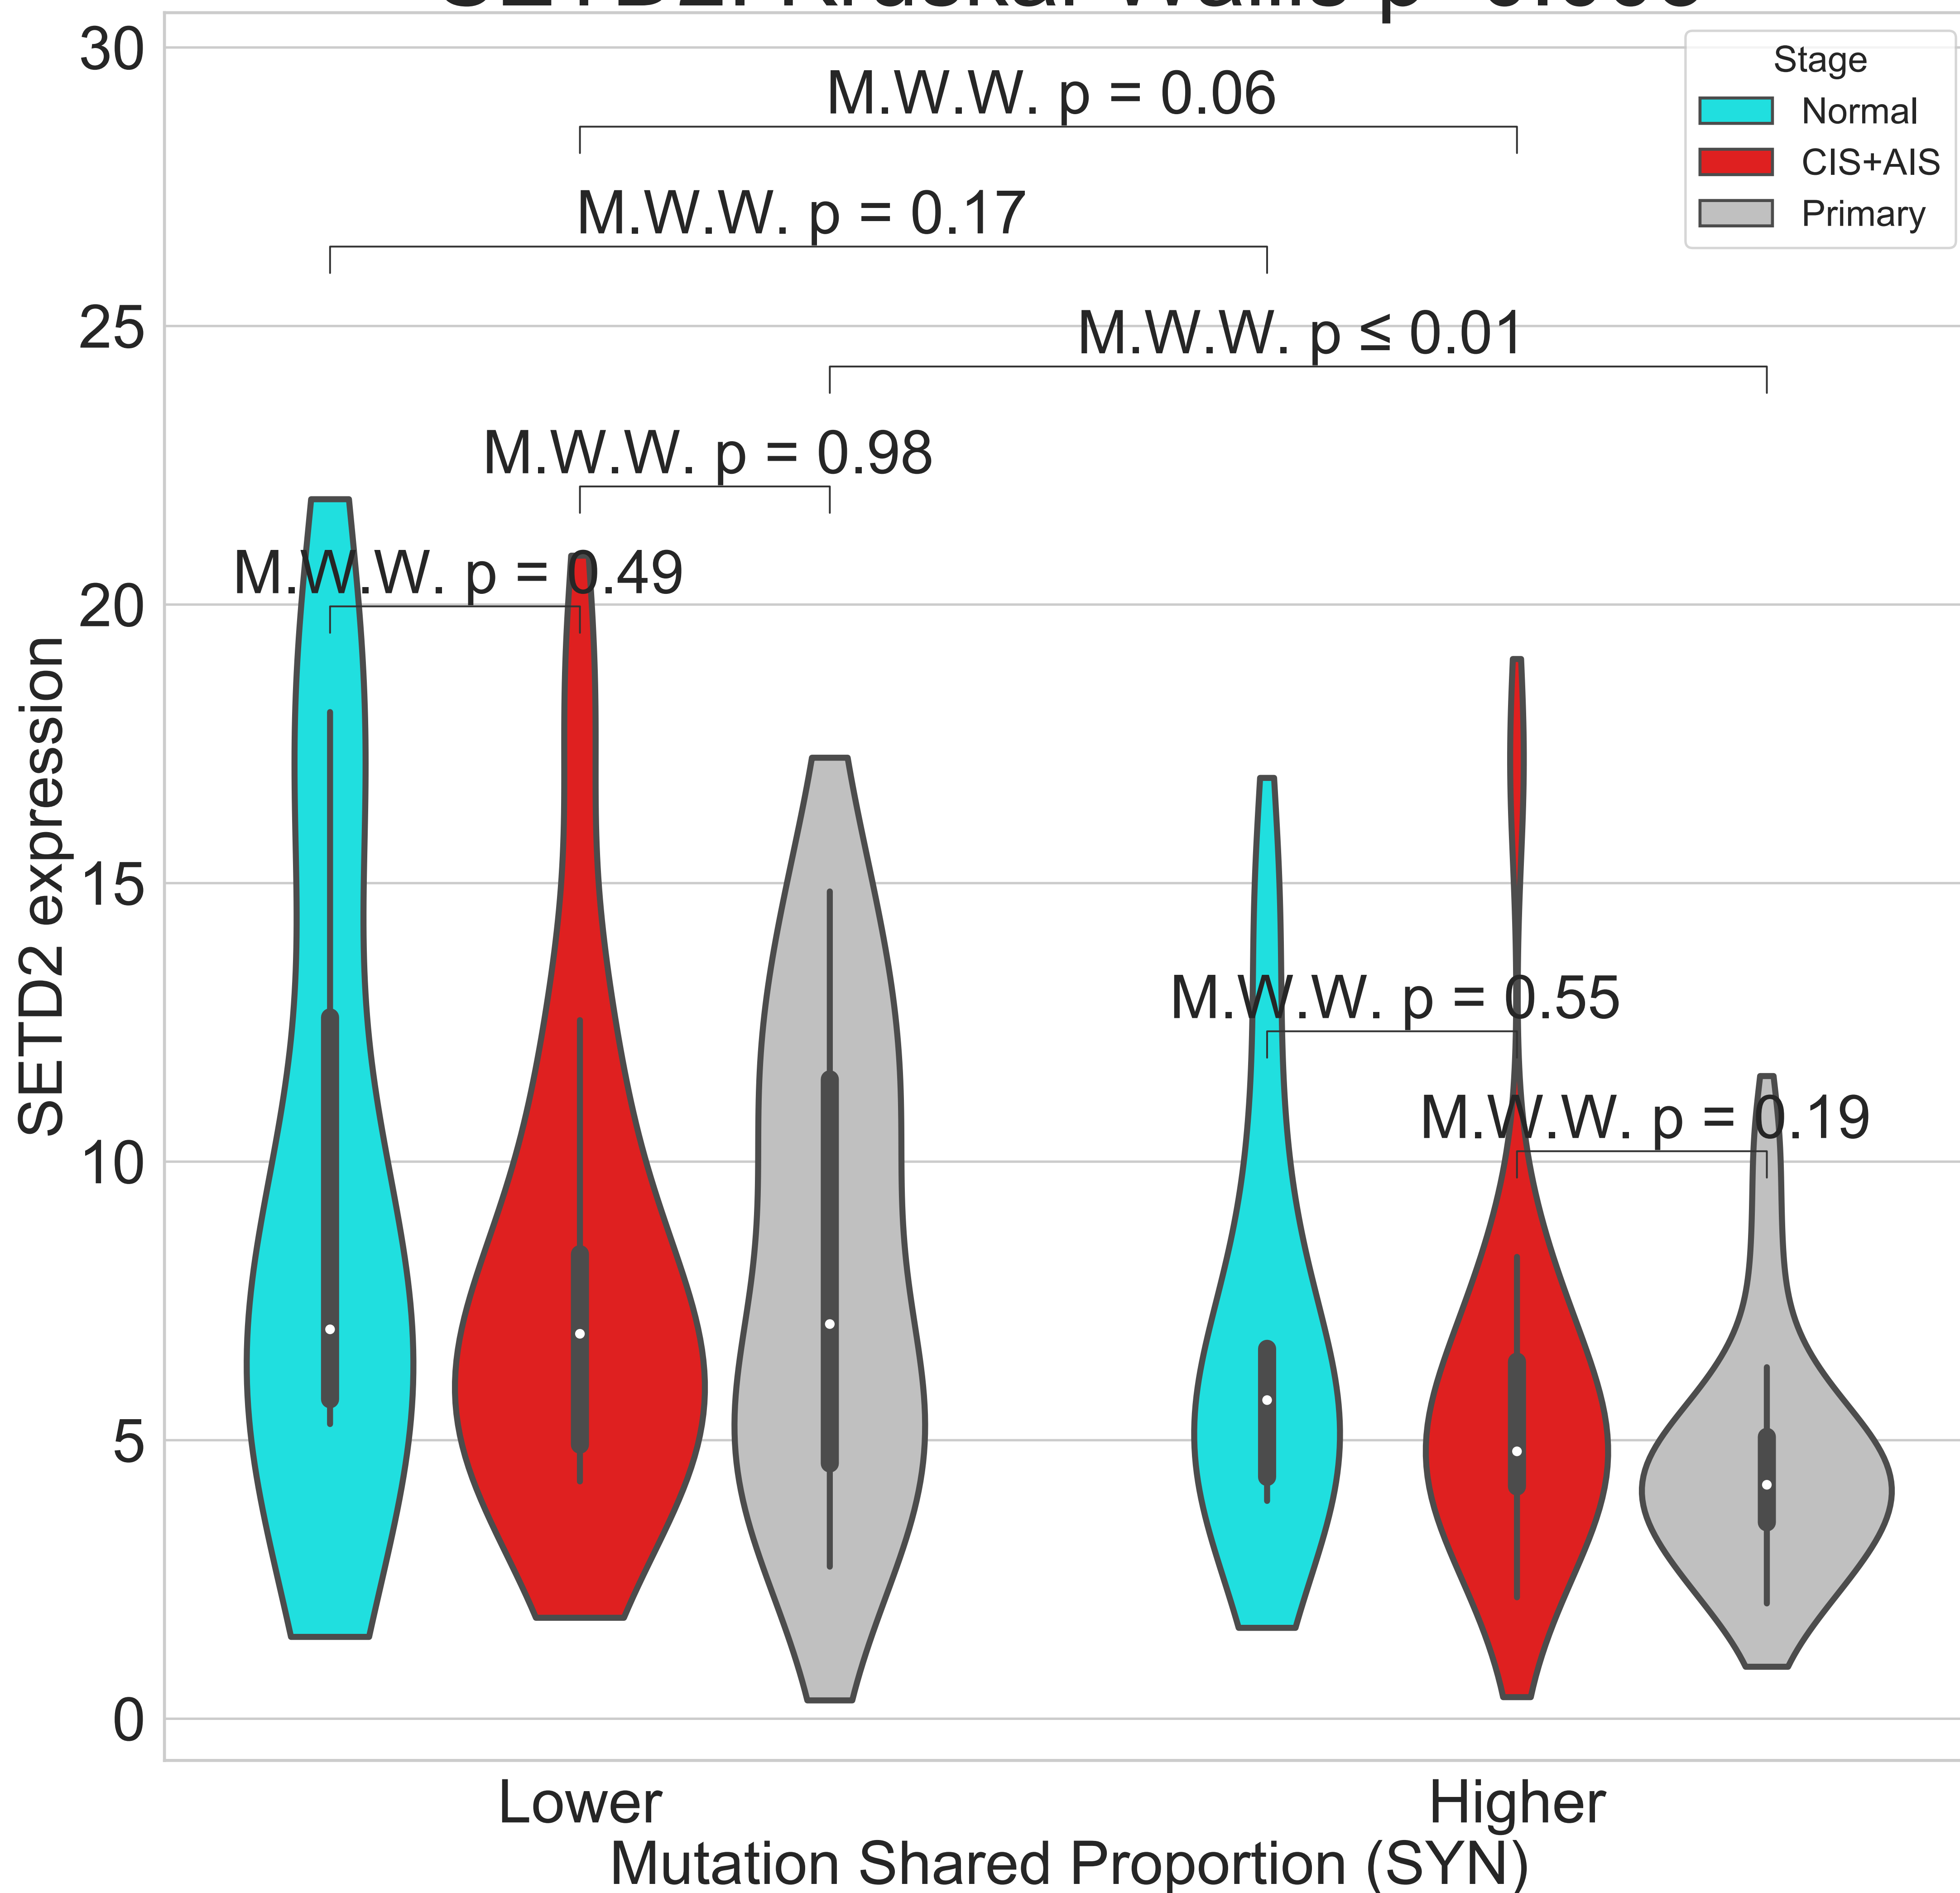 30
M.W.W. p = 0.06
Stage
Normal
CIS+AIS
Primary
M.W.W. p = 0.17
25
M.W.W. p ≤ 0.01
M.W.W. p = 0.98
M.W.W. p = 0.49
20
SETD2 expression
15
M.W.W. p = 0.55
M.W.W. p = 0.19
10
5
0
Lower
Higher
Mutation Shared Proportion (SYN)